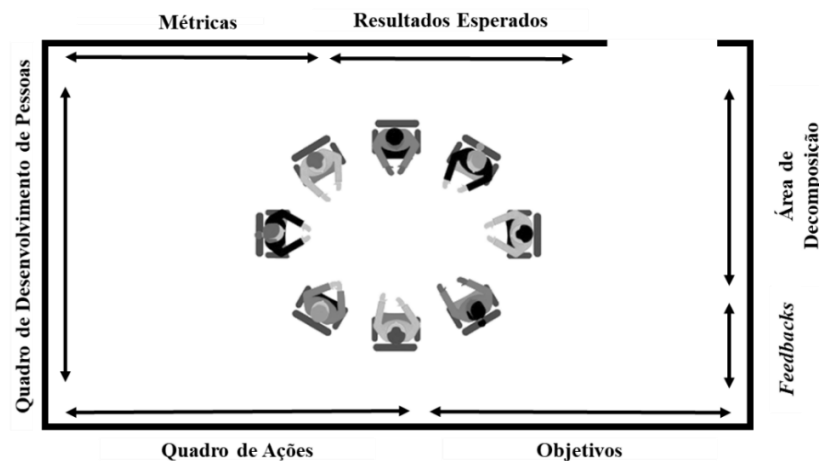 Métricas
Resultados Esperados
Quadro de Desenvolvimento de Pessoas
Área de
Decomposição
Feedbacks
Quadro de Ações
Objetivos